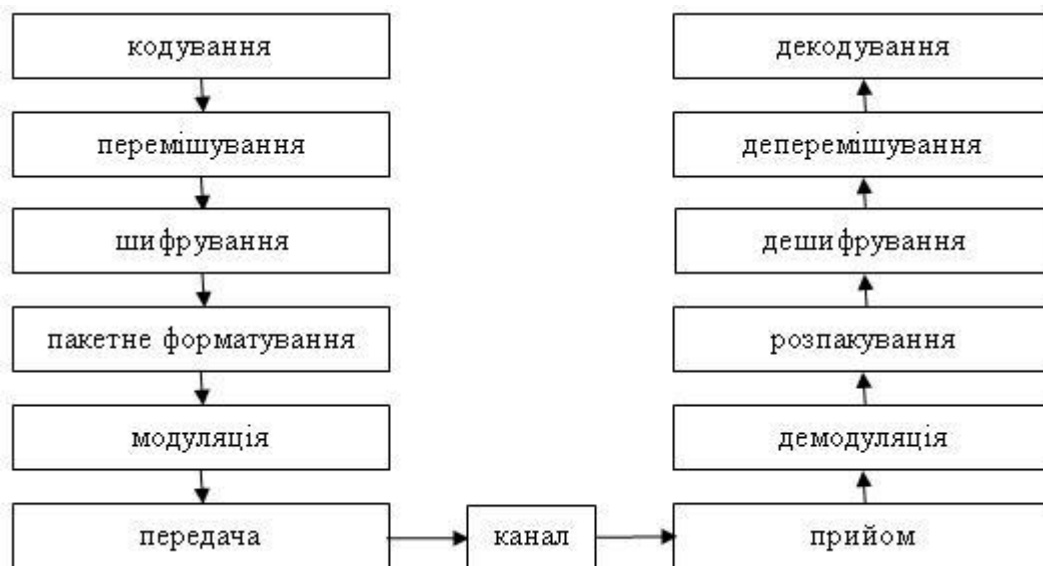 кодування
перемішування
шифрування
пакетне форматування
модуляція
передача
канал
прийом
демодуляція
розпакування
дешифрування
деперемішування
декодування